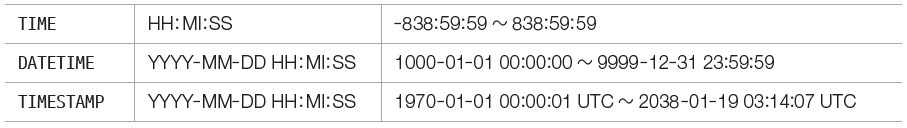 TIME HH:MI:SS -838:59:59 ~ 838:59:59
DATETIME YYYY-MM-DD HH:MI:SS 1000-01-01 00:00:00 ~ 9999-12-31 23:59:59
TIMESTAMP YYYY-MM-DD HH:MI:SS 1970-01-01 00:00:01 UTC ~ 2038-01-19 03:14:07 UTC